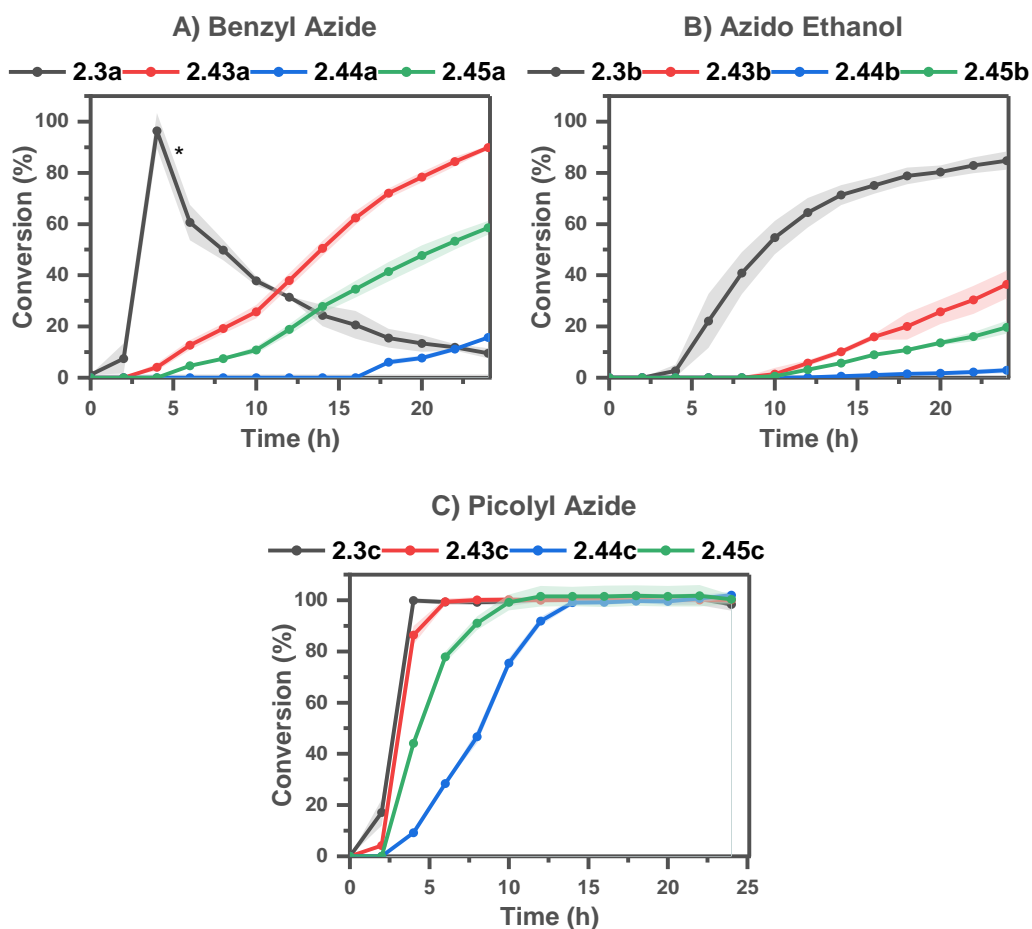 A) Benzyl Azide
2.3a 2.43a 2.44a 2.45a
100
80
60
40
20
0
*
0 5 10 15 20
Conversion (%)
Time (h)
B) Azido Ethanol
2.3b 2.43b 2.44b 2.45b
100
80
60
40
20
0
0 5 10 15 20
Conversion (%)
Time (h)
C) Picolyl Azide
2.3c 2.43c 2.44c 2.45c
100
80
60
40
20
0
0 5 10 15 20 25
Conversion (%)
Time (h)